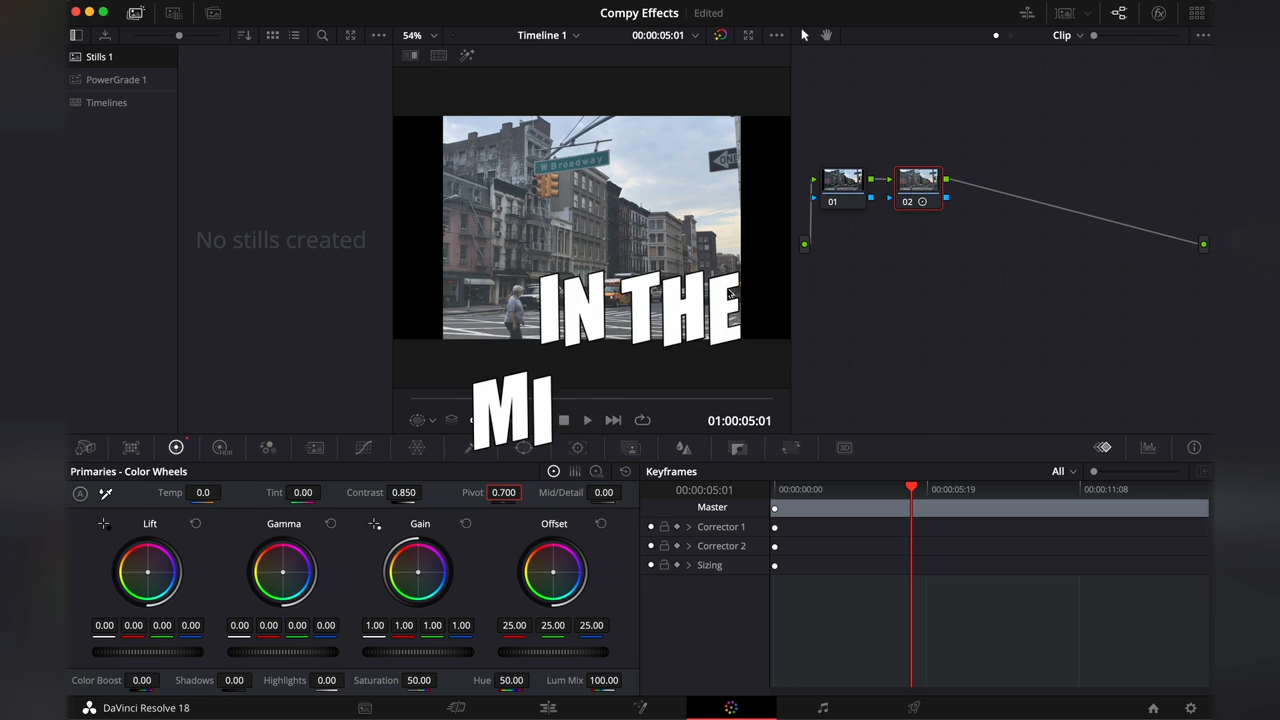 Compy Effects
Edited
54%
Timeline 1
00:00:05:01
Clip
Stills 1
PowerGrade 1
Timelines
No stills created
W Broadway
ONE
01
02
IN THE
MI
01:00:05:01
Primaries - Color Wheels
Keyframes
All
Temp 0.0
Tint 0.00
Contrast 0.850
Pivot 0.700
Mid/Detail 0.00
00:00:05:01
00:00:00:00
00:00:05:19
00:00:11:08
Master
Lift
Gamma
Gain
Offset
Corrector 1
Corrector 2
Sizing
0.00 0.00 0.00 0.00
0.00 0.00 0.00 0.00
1.00 1.00 1.00 1.00
25.00 25.00 25.00
Color Boost 0.00
Shadows 0.00
Highlights 0.00
Saturation 50.00
Hue 50.00
Lum Mix 100.00
DaVinci Resolve 18